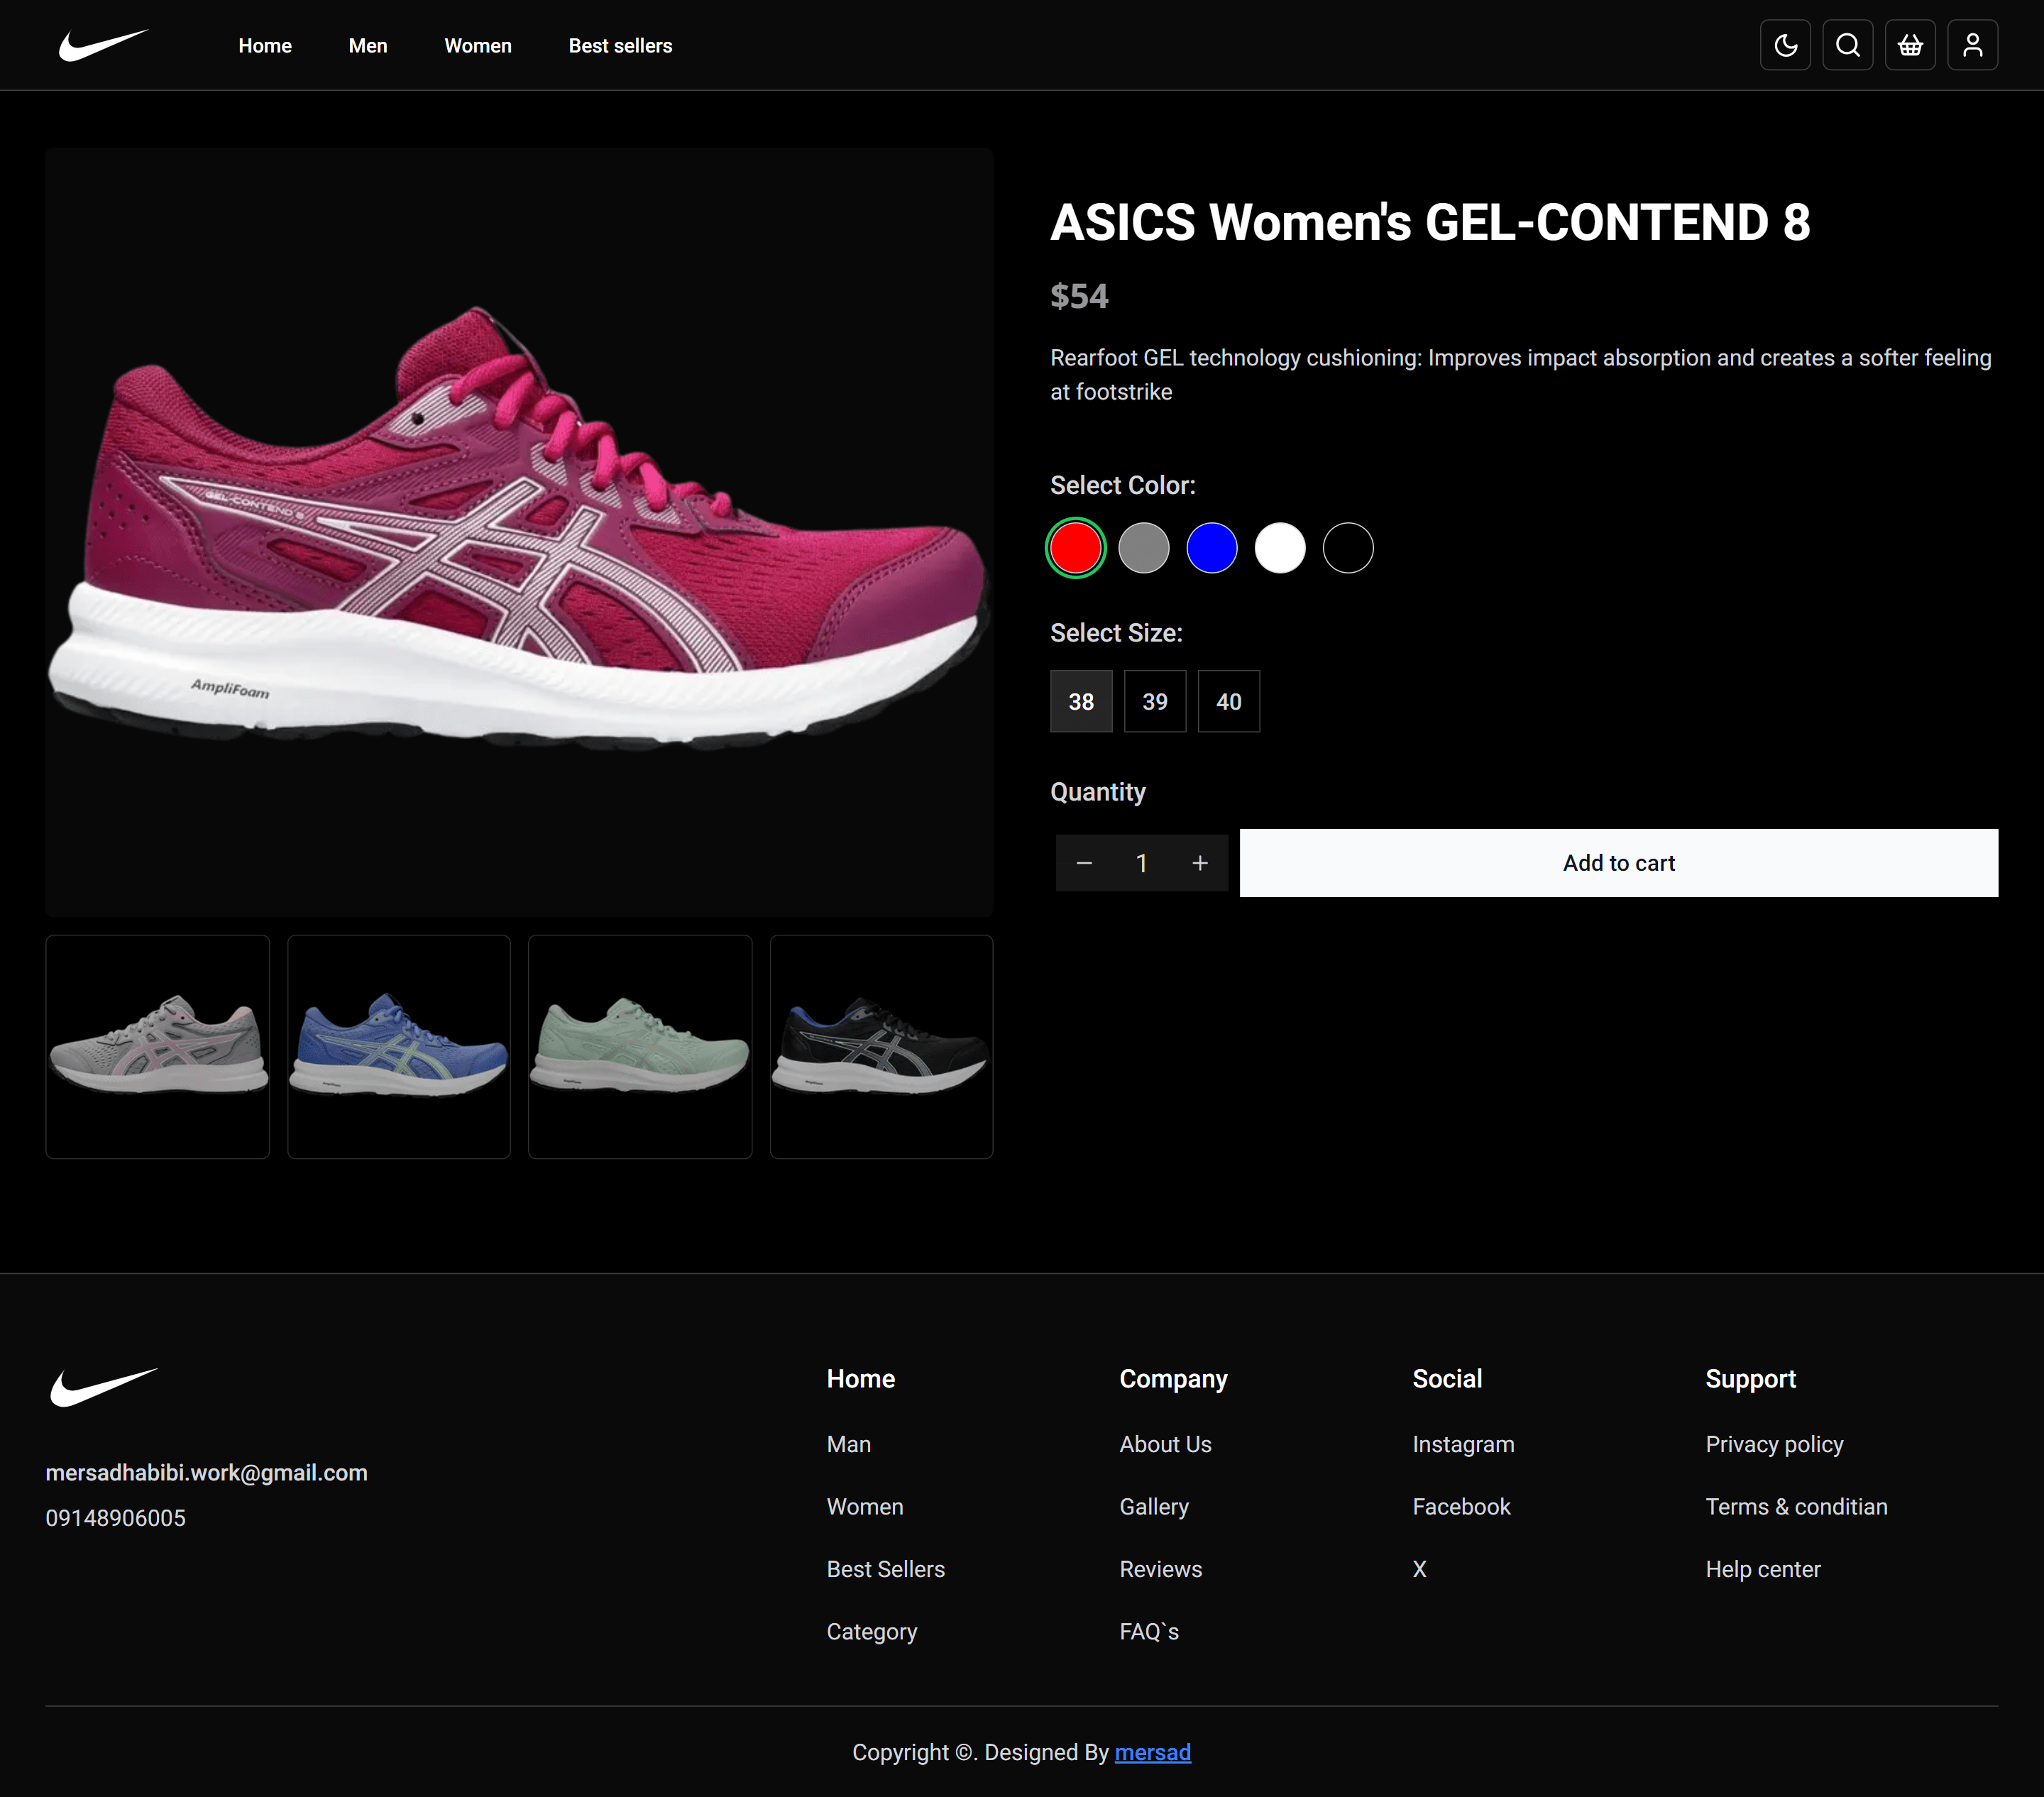 Home Men Women Best sellers
ASICS Women's GEL-CONTEND 8
$54
Rearfoot GEL technology cushioning: Improves impact absorption and creates a softer feeling
at footstrike
GEL-CONTEND 8
AmpliFoam
Select Color:
Select Size:
38 39 40
Quantity
− 1 +
Add to cart
mersadhabibi.work@gmail.com
09148906005
Home
Man
Women
Best Sellers
Category
Company
About Us
Gallery
Reviews
FAQ`s
Social
Instagram
Facebook
X
Support
Privacy policy
Terms & conditian
Help center
Copyright ©. Designed By mersad